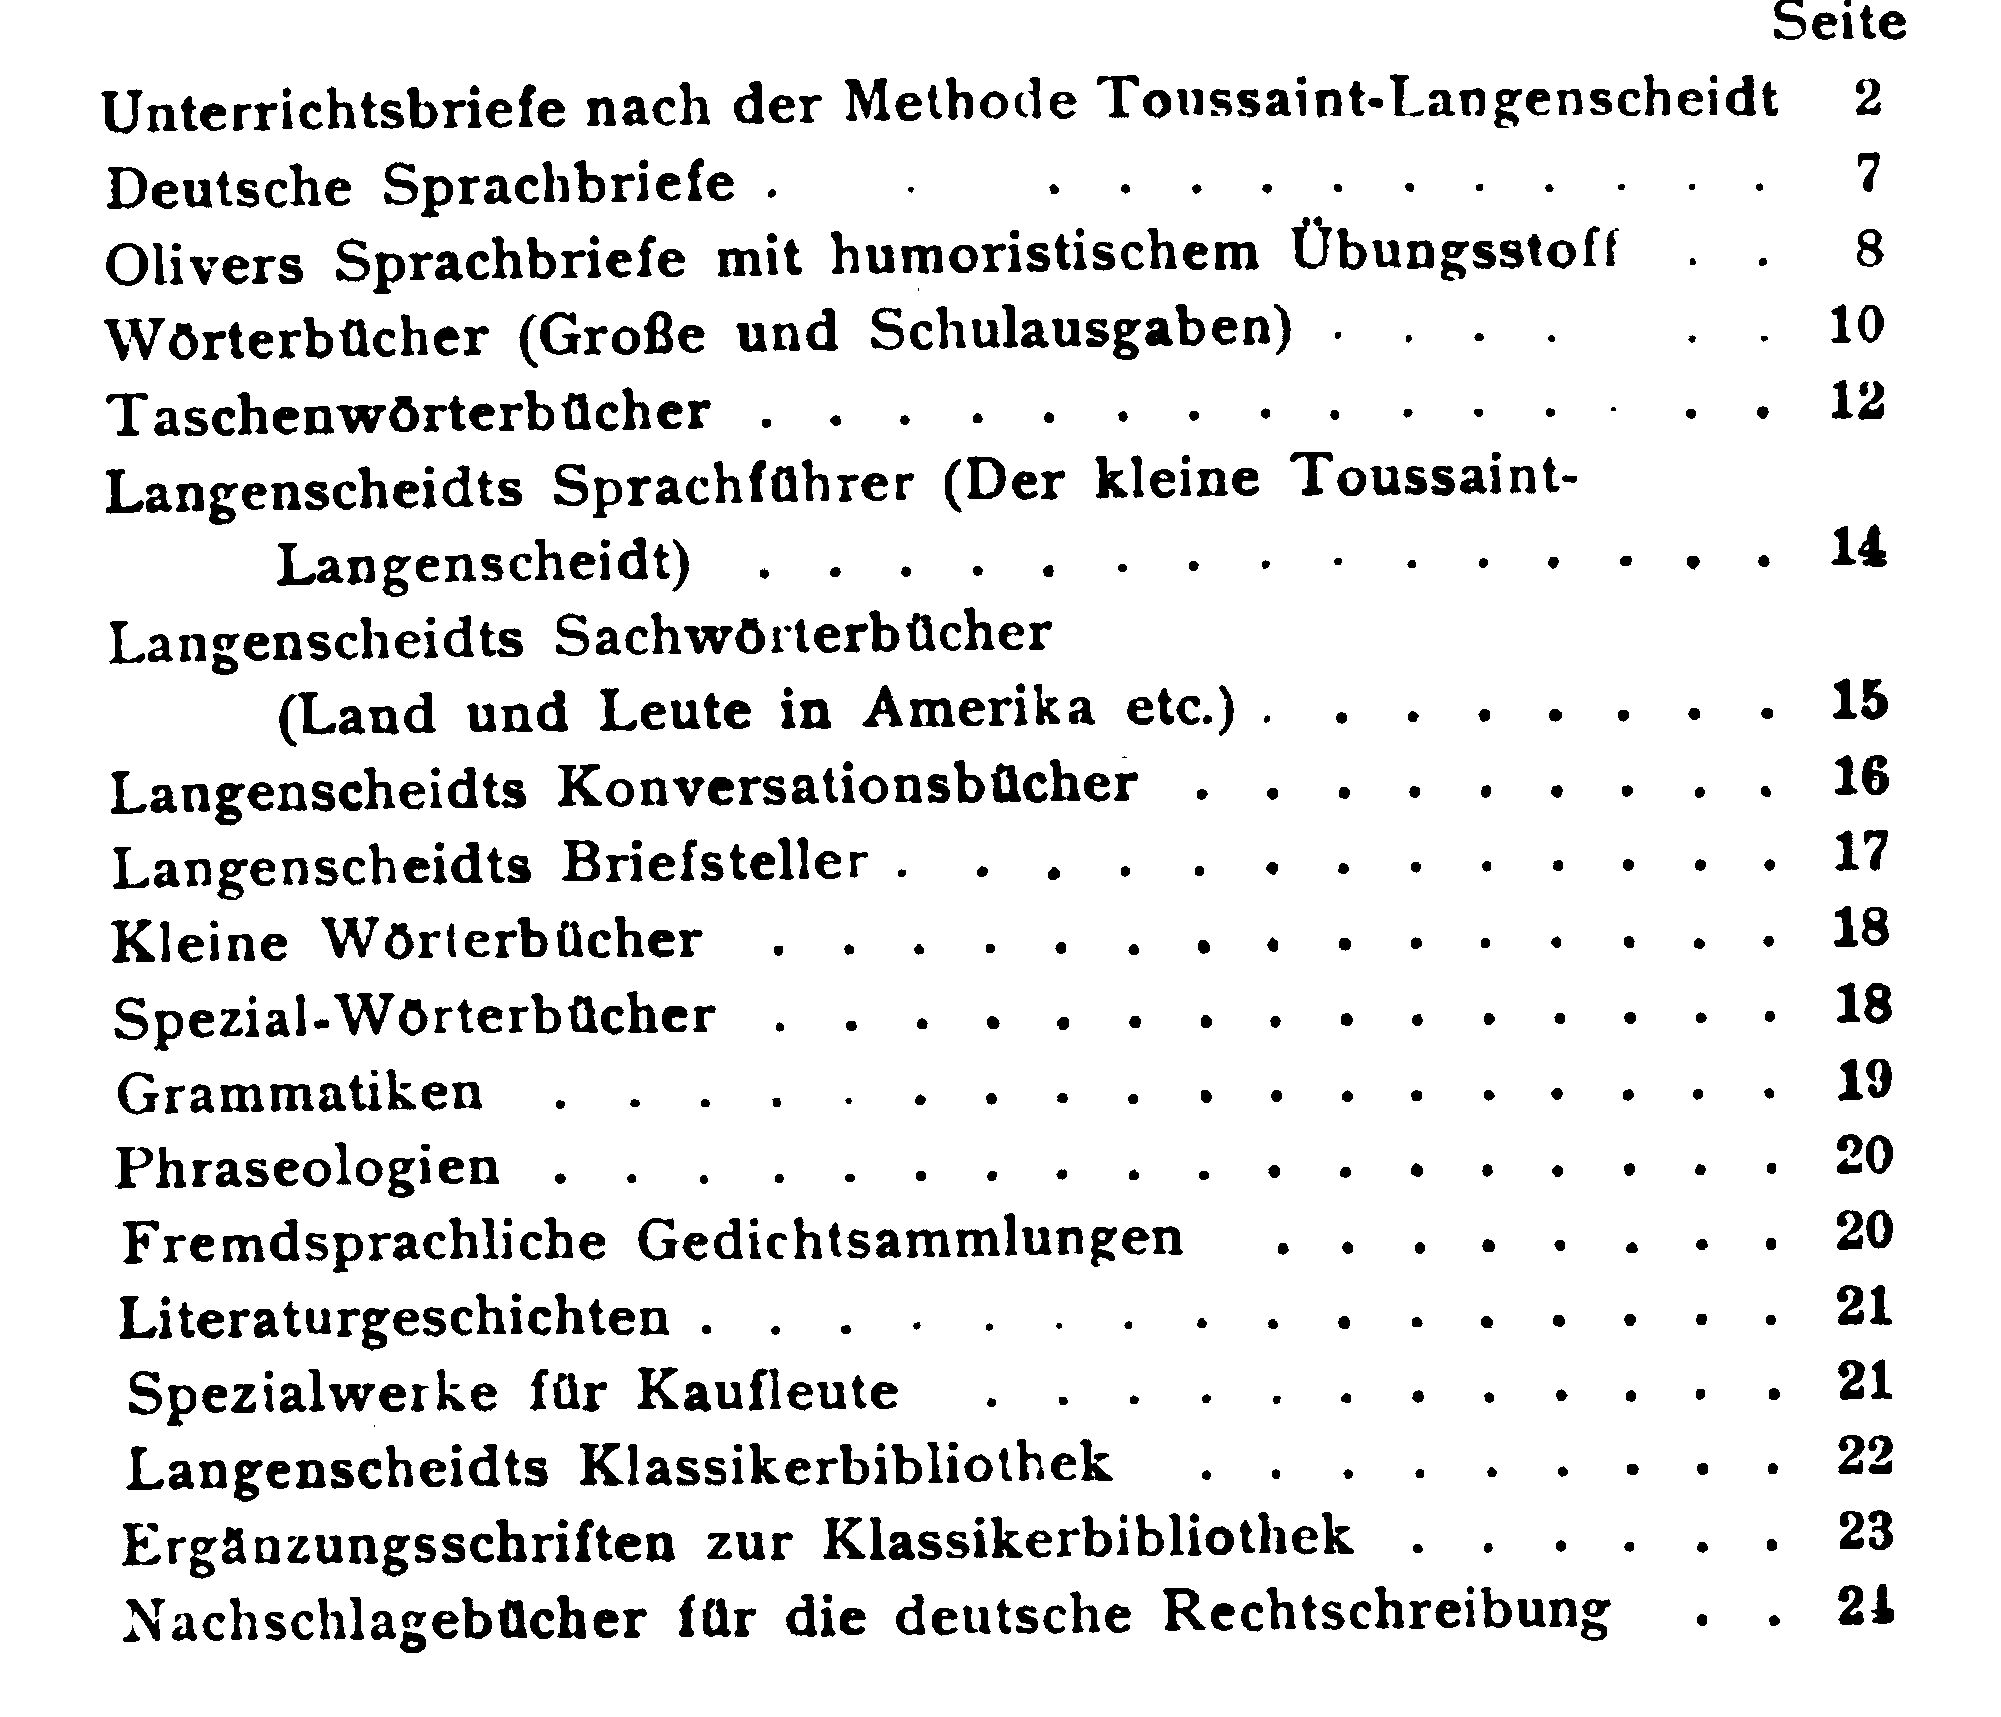 Seite
Unterrichtsbriefe nach der Methode Toussaint-Langenscheidt 2
Deutsche Sprachbriefe . . . . . . . . . . . . . 7
Olivers Sprachbriefe mit humoristischem Übungsstoff . . 8
Wörterbücher (Große und Schulausgaben) . . . . . . 10
Taschenwörterbücher . . . . . . . . . . . . . . . 12
Langenscheidts Sprachführer (Der kleine Toussaint-
Langenscheidt) . . . . . . . . . . . . . . . 14
Langenscheidts Sachwörterbücher
(Land und Leute in Amerika etc.) . . . . . . . . 15
Langenscheidts Konversationsbücher . . . . . . . . . 16
Langenscheidts Briefsteller . . . . . . . . . . . . . 17
Kleine Wörterbücher . . . . . . . . . . . . . . . 18
Spezial-Wörterbücher . . . . . . . . . . . . . . . 18
Grammatiken . . . . . . . . . . . . . . . . . . 19
Phraseologien . . . . . . . . . . . . . . . . . . 20
Fremdsprachliche Gedichtsammlungen . . . . . . . . 20
Literaturgeschichten . . . . . . . . . . . . . . . . 21
Spezialwerke für Kaufleute . . . . . . . . . . . . 21
Langenscheidts Klassikerbibliothek . . . . . . . . . 22
Ergänzungsschriften zur Klassikerbibliothek . . . . . . 23
Nachschlagebücher für die deutsche Rechtschreibung . . 24